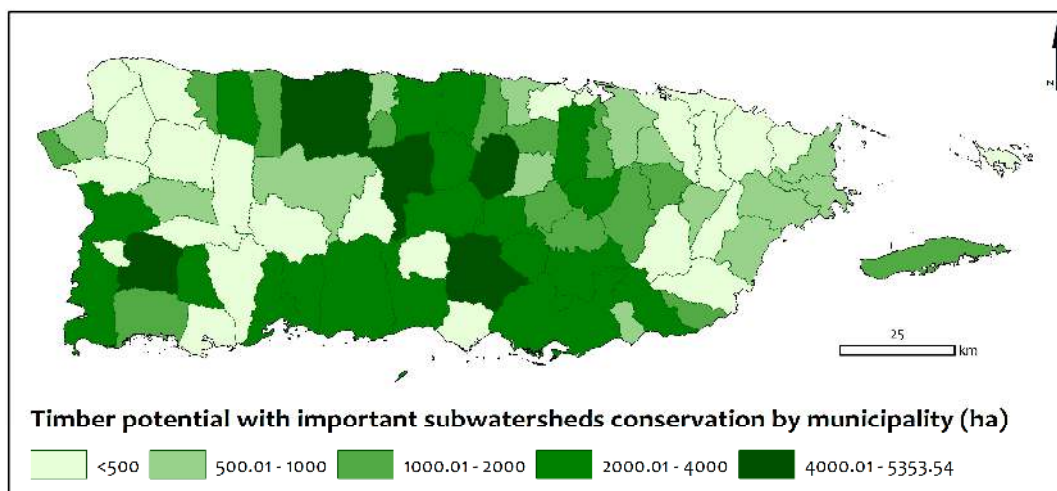 N
25
km
Timber potential with important subwatersheds conservation by municipality (ha)
<500 500.01 - 1000 1000.01 - 2000 2000.01 - 4000 4000.01 - 5353.54